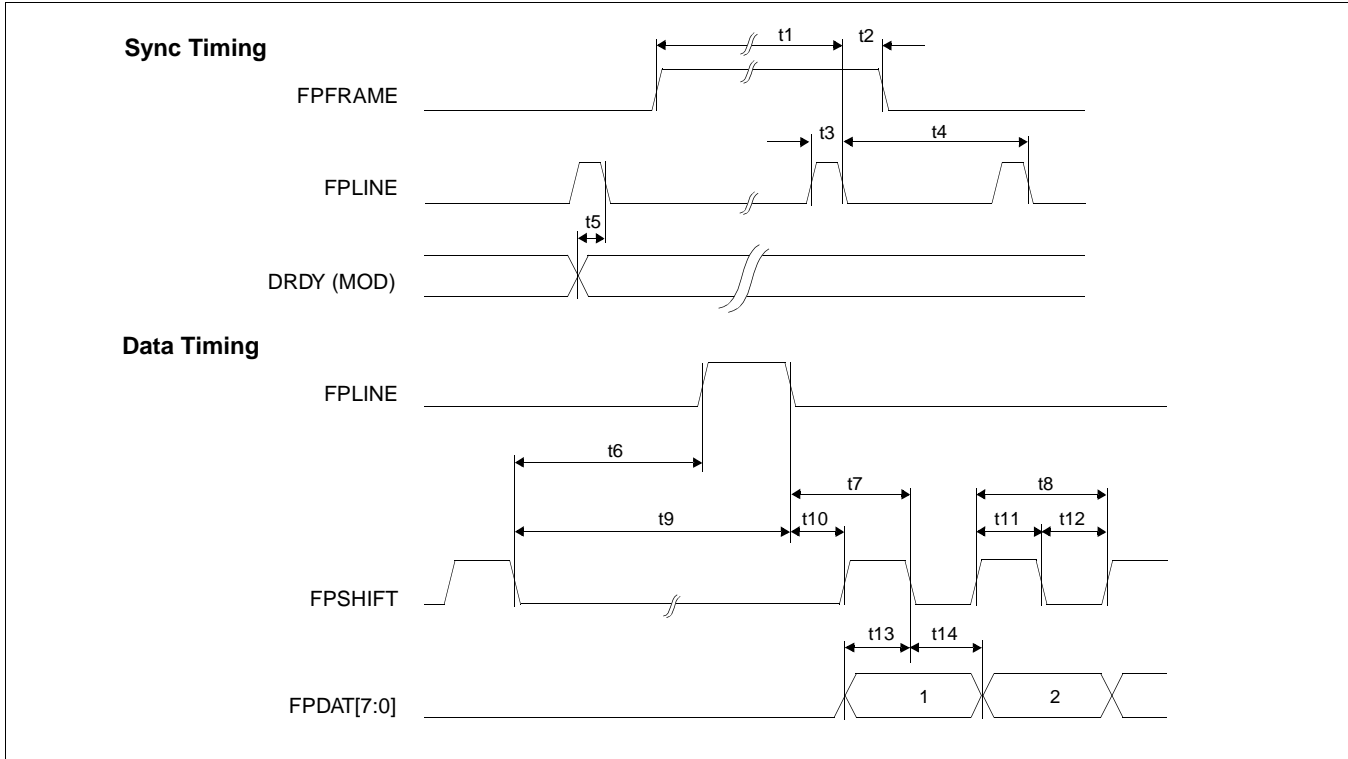 Sync Timing
t1
t2
FPFRAME
t3
t4
FPLINE
t5
DRDY (MOD)
Data Timing
FPLINE
t6
t7
t8
t9
t10
t11
t12
FPSHIFT
t13
t14
FPDAT[7:0]
1
2